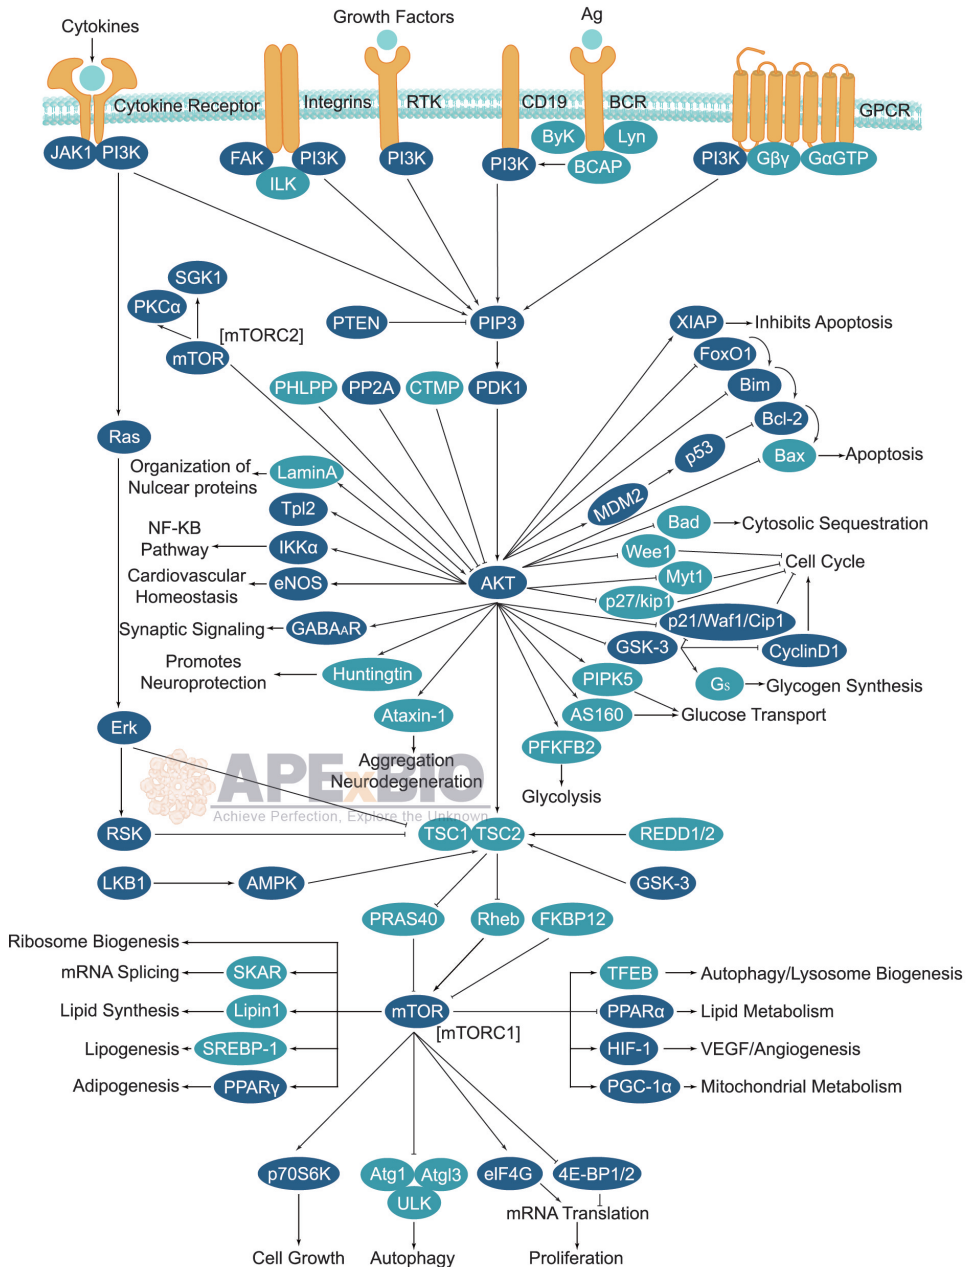 Cytokines
Growth Factors
Ag
Cytokine Receptor
Integrins
RTK
CD19
BCR
GPCR
ByK
Lyn
JAK1
PI3K
FAK
PI3K
ILK
PI3K
PI3K
BCAP
PI3K
Gβγ
GαGTP
SGK1
PKCα
[mTORC2]
mTOR
PTEN
PIP3
XIAP
Inhibits Apoptosis
FoxO1
PHLPP
PP2A
CTMP
PDK1
Bim
Bcl-2
Ras
p53
Bax
Apoptosis
Organization of
Nulcear proteins
LaminA
MDM2
Tpl2
Bad
Cytosolic Sequestration
NF-KB
Pathway
IKKα
Wee1
Cell Cycle
Cardiovascular
Homeostasis
eNOS
AKT
Myt1
p27/kip1
Synaptic Signaling
GABAAR
p21/Waf1/Cip1
GSK-3
CyclinD1
Promotes
Neuroprotection
Huntingtin
PIPK5
Gs
Glycogen Synthesis
Ataxin-1
AS160
Glucose Transport
Erk
PFKFB2
Aggregation
Neurodegeneration
APExBIO
Achieve Perfection, Explore the Unknown
Glycolysis
RSK
TSC1
TSC2
REDD1/2
LKB1
AMPK
GSK-3
PRAS40
Rheb
FKBP12
Ribosome Biogenesis
mRNA Splicing
SKAR
TFEB
Autophagy/Lysosome Biogenesis
Lipid Synthesis
Lipin1
mTOR
[mTORC1]
PPARα
Lipid Metabolism
Lipogenesis
SREBP-1
HIF-1
VEGF/Angiogenesis
Adipogenesis
PPARγ
PGC-1α
Mitochondrial Metabolism
p70S6K
Atg1
Atgl3
ULK
eIF4G
4E-BP1/2
mRNA Translation
Cell Growth
Autophagy
Proliferation